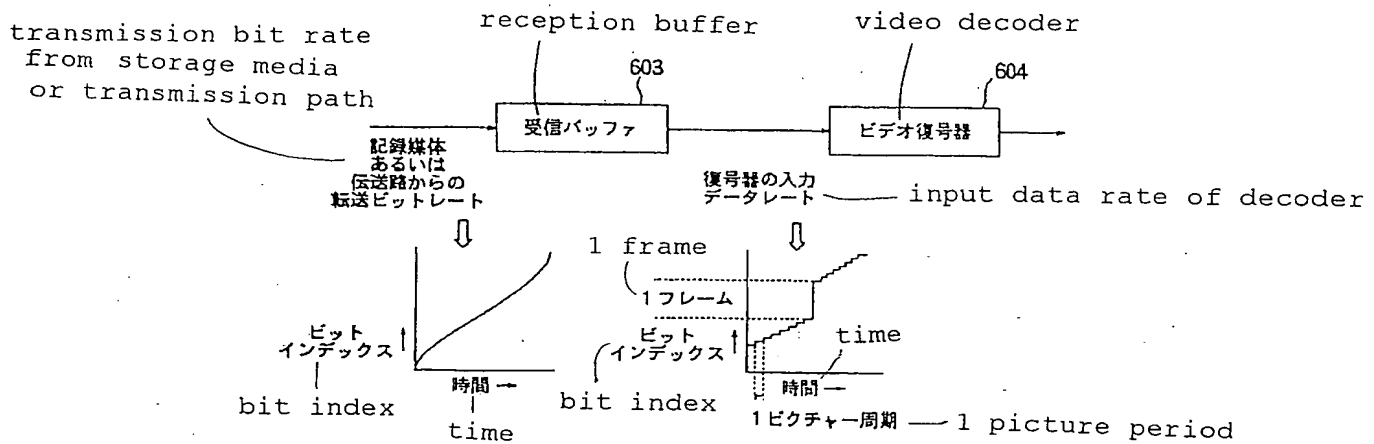 transmission bit rate
from storage media
or transmission path
reception buffer
video decoder
603
604
受信バッファ
ビデオ復号器
記録媒体
あるいは
伝送路からの
転送ビットレート
復号器の入力
データレート
input data rate of decoder
1 frame
1フレーム
ビット
インデックス
時間
bit index
time
ビット
インデックス
time
時間
bit index
1ピクチャー周期
1 picture period